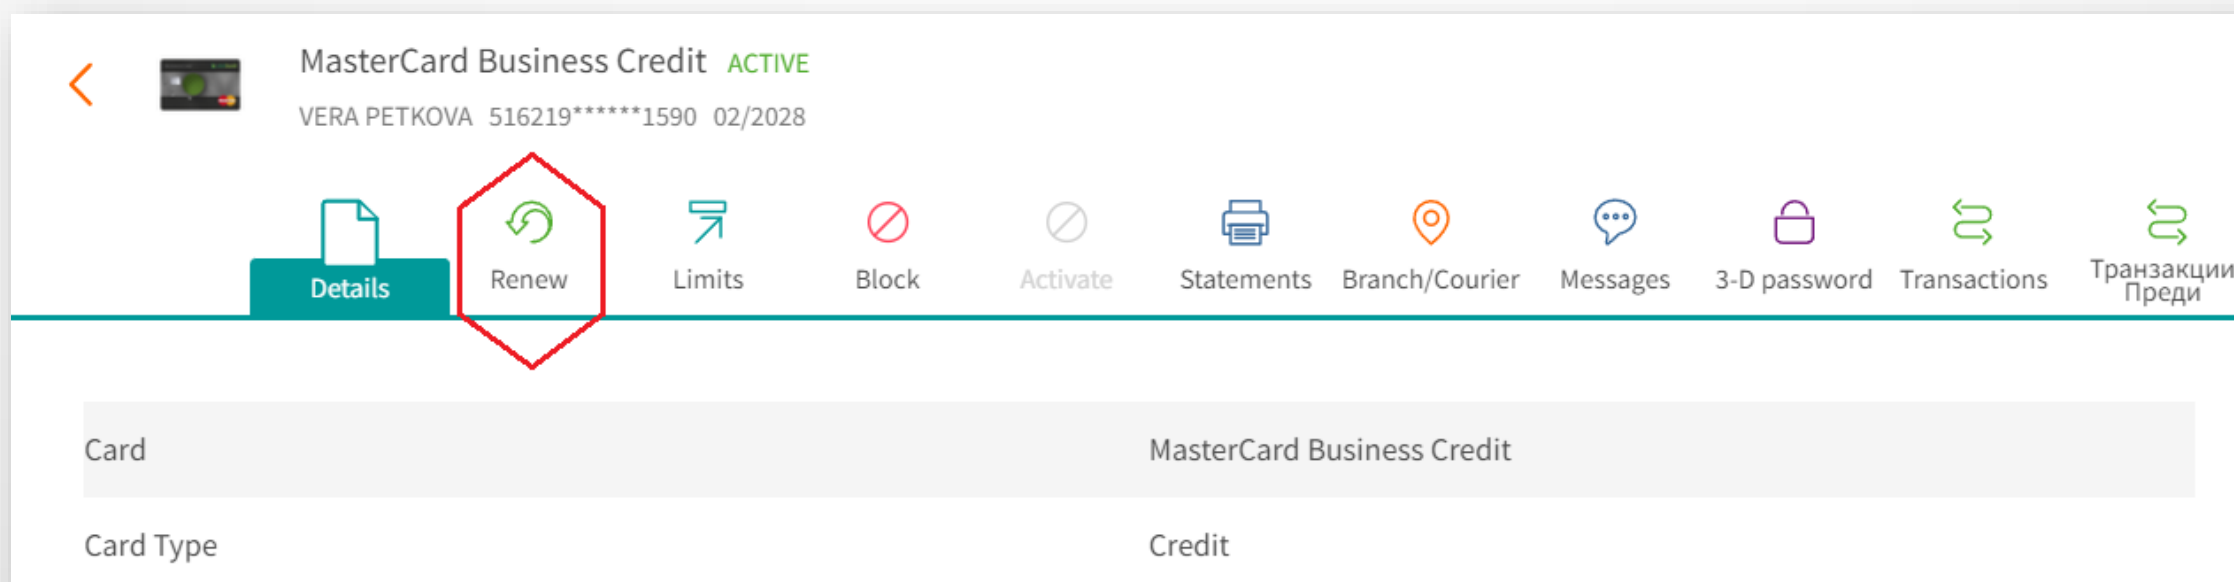 MasterCard Business Credit ACTIVE
VERA PETKOVA 516219******1590 02/2028
Details
Renew
Limits
Block
Activate
Statements
Branch/Courier
Messages
3-D password
Transactions
Транзакции
Преди
Card MasterCard Business Credit
Card Type Credit